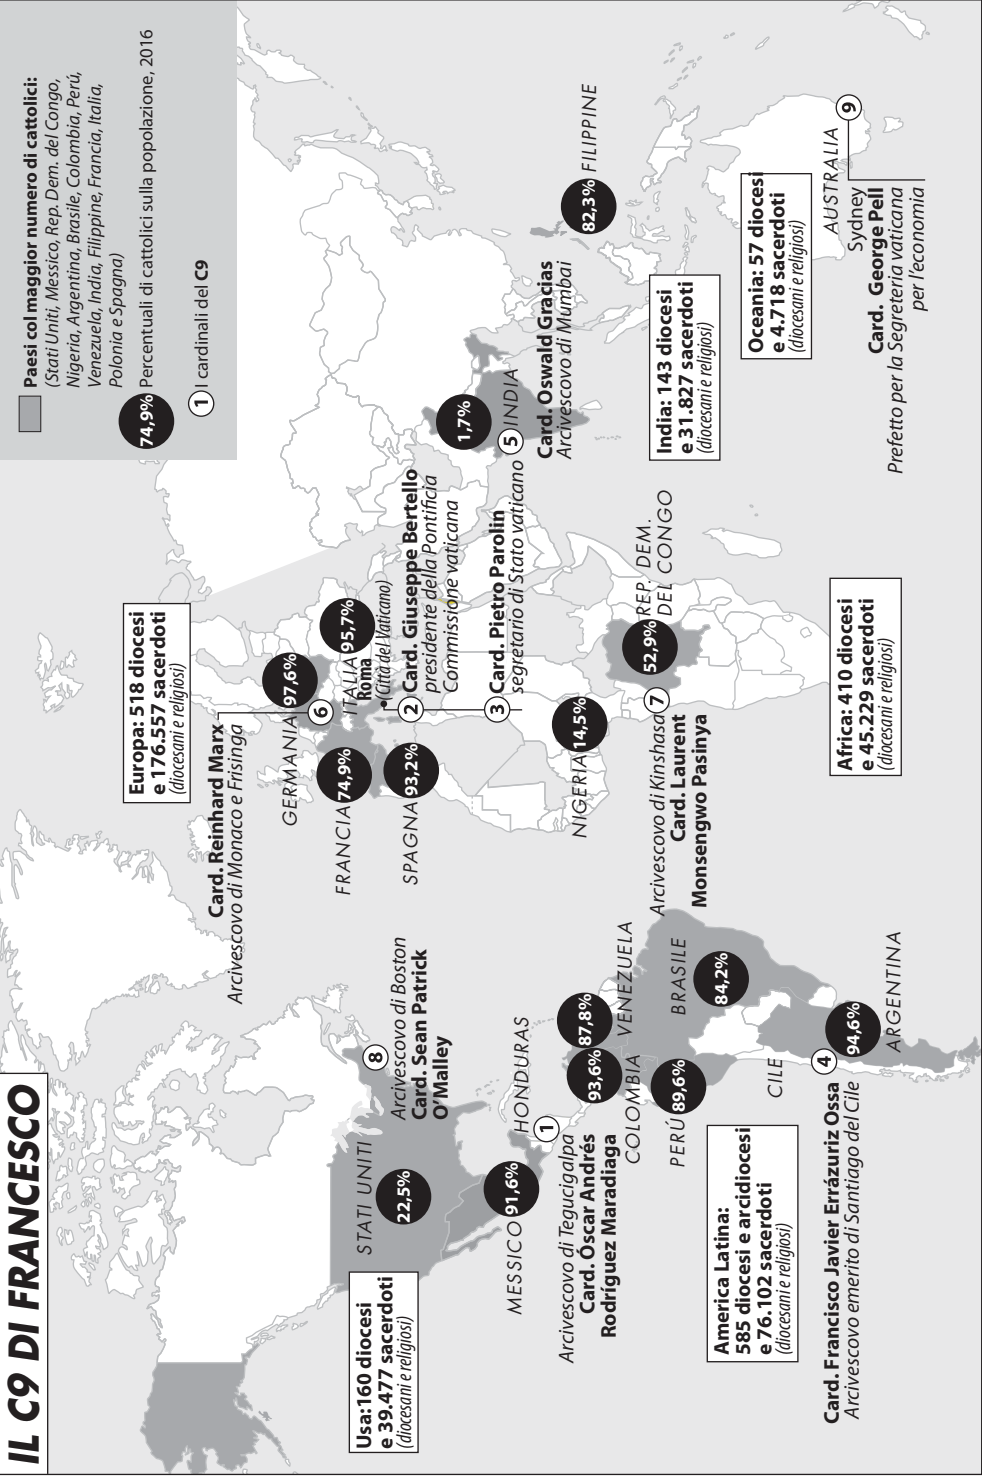 IL C9 DI FRANCESCO
Paesi col maggior numero di cattolici:
(Stati Uniti, Messico, Rep. Dem. del Congo,
Nigeria, Argentina, Brasile, Colombia, Perú,
Venezuela, India, Filippine, Francia, Italia,
Polonia e Spagna)
74,9% Percentuali di cattolici sulla popolazione, 2016
1 I cardinali del C9
Usa:160 diocesi
e 39.477 sacerdoti
(diocesani e religiosi)
STATI UNITI
22,5%
8
Arcivescovo di Boston
Card. Sean Patrick
O'Malley
MESSICO
91,6%
HONDURAS
1
Arcivescovo di Tegucigalpa
Card. Óscar Andrés
Rodríguez Maradiaga
COLOMBIA
93,6%
VENEZUELA
87,8%
PERÚ
89,6%
BRASILE
84,2%
America Latina:
585 diocesi e arcidiocesi
e 76.102 sacerdoti
(diocesani e religiosi)
CILE
4
Card. Francisco Javier Errázuriz Ossa
Arcivescovo emerito di Santiago del Cile
94,6%
ARGENTINA
Europa: 518 diocesi
e 176.557 sacerdoti
(diocesani e religiosi)
Card. Reinhard Marx
Arcivescovo di Monaco e Frisinga
GERMANIA
6
97,6%
FRANCIA
74,9%
ITALIA
95,7%
Roma
(Città del Vaticano)
SPAGNA
93,2%
2
Card. Giuseppe Bertello
presidente della Pontificia
Commissione vaticana
3
Card. Pietro Parolin
segretario di Stato vaticano
NIGERIA
14,5%
REP. DEM.
DEL CONGO
52,9%
7
Arcivescovo di Kinshasa
Card. Laurent
Monsengwo Pasinya
Africa: 410 diocesi
e 45.229 sacerdoti
(diocesani e religiosi)
1,7%
5
INDIA
Card. Oswald Gracias
Arcivescovo di Mumbai
82,3%
FILIPPINE
India: 143 diocesi
e 31.827 sacerdoti
(diocesani e religiosi)
Oceania: 57 diocesi
e 4.718 sacerdoti
(diocesani e religiosi)
AUSTRALIA
9
Sydney
Card. George Pell
Prefetto per la Segreteria vaticana
per l'economia